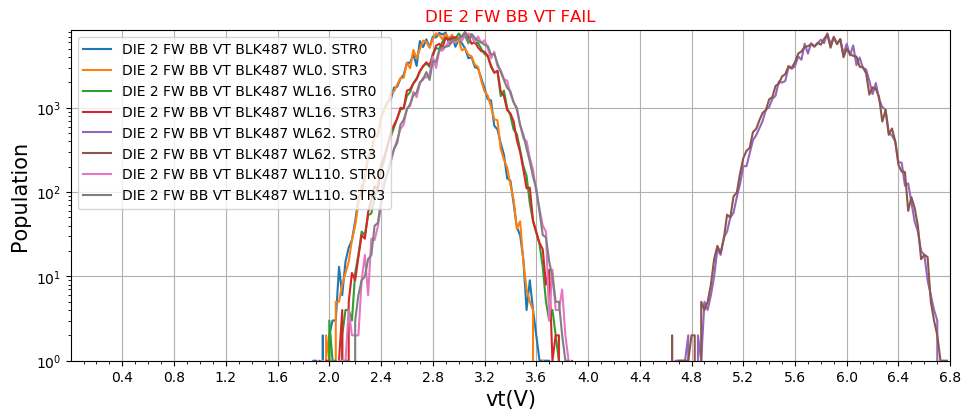 DIE 2 FW BB VT FAIL
DIE 2 FW BB VT BLK487 WL0. STR0
DIE 2 FW BB VT BLK487 WL0. STR3
DIE 2 FW BB VT BLK487 WL16. STR0
DIE 2 FW BB VT BLK487 WL16. STR3
DIE 2 FW BB VT BLK487 WL62. STR0
DIE 2 FW BB VT BLK487 WL62. STR3
DIE 2 FW BB VT BLK487 WL110. STR0
DIE 2 FW BB VT BLK487 WL110. STR3
Population
10³
10²
10¹
10⁰
0.4 0.8 1.2 1.6 2.0 2.4 2.8 3.2 3.6 4.0 4.4 4.8 5.2 5.6 6.0 6.4 6.8
vt(V)